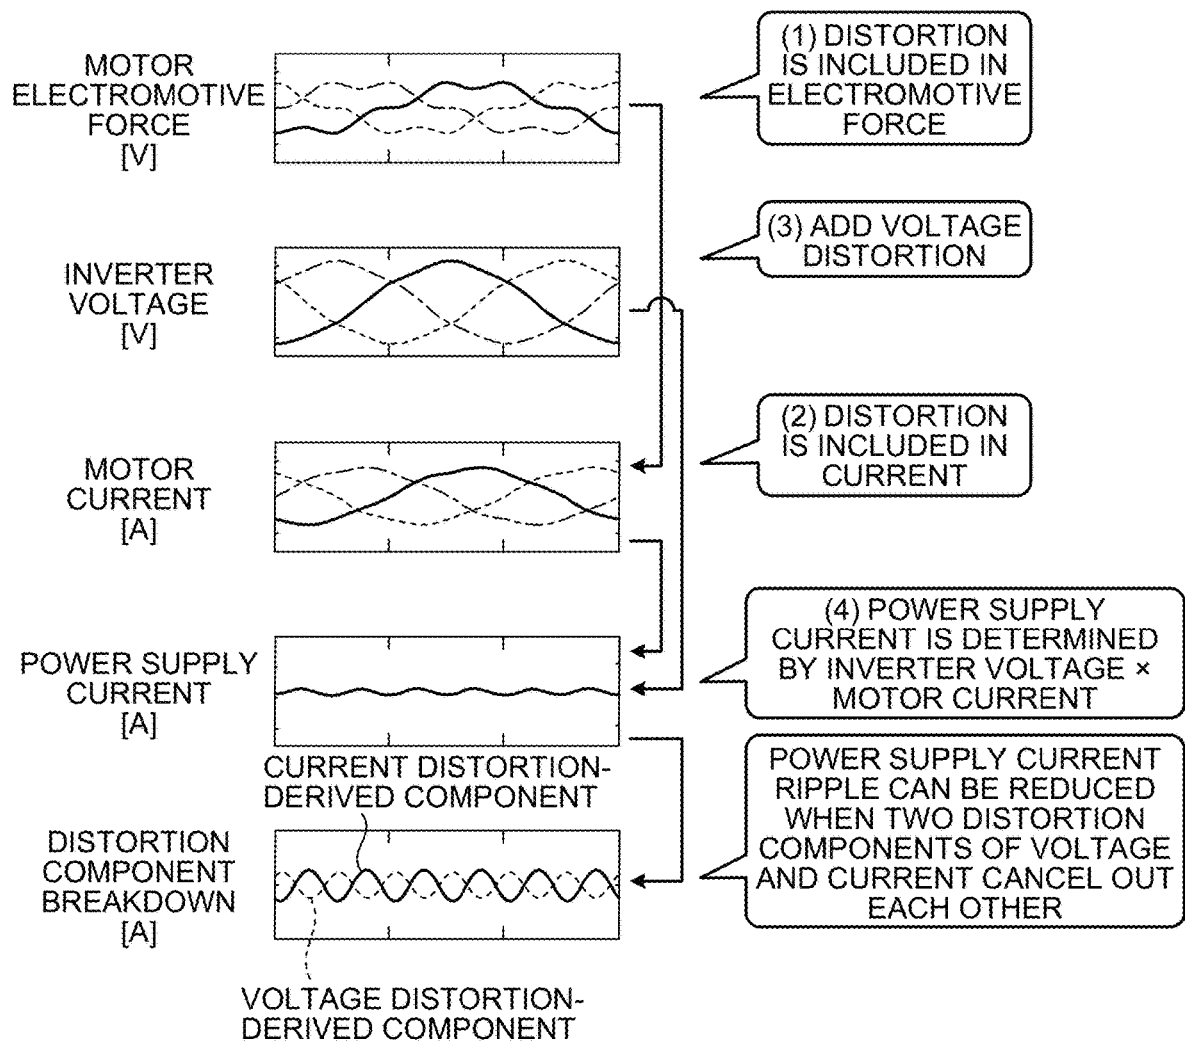 MOTOR
ELECTROMOTIVE
FORCE
[V]
(1) DISTORTION
IS INCLUDED IN
ELECTROMOTIVE
FORCE
INVERTER
VOLTAGE
[V]
(3) ADD VOLTAGE
DISTORTION
MOTOR
CURRENT
[A]
(2) DISTORTION
IS INCLUDED IN
CURRENT
POWER SUPPLY
CURRENT
[A]
(4) POWER SUPPLY
CURRENT IS DETERMINED
BY INVERTER VOLTAGE ×
MOTOR CURRENT
CURRENT DISTORTION-
DERIVED COMPONENT
DISTORTION
COMPONENT
BREAKDOWN
[A]
POWER SUPPLY CURRENT
RIPPLE CAN BE REDUCED
WHEN TWO DISTORTION
COMPONENTS OF VOLTAGE
AND CURRENT CANCEL OUT
EACH OTHER
VOLTAGE DISTORTION-
DERIVED COMPONENT